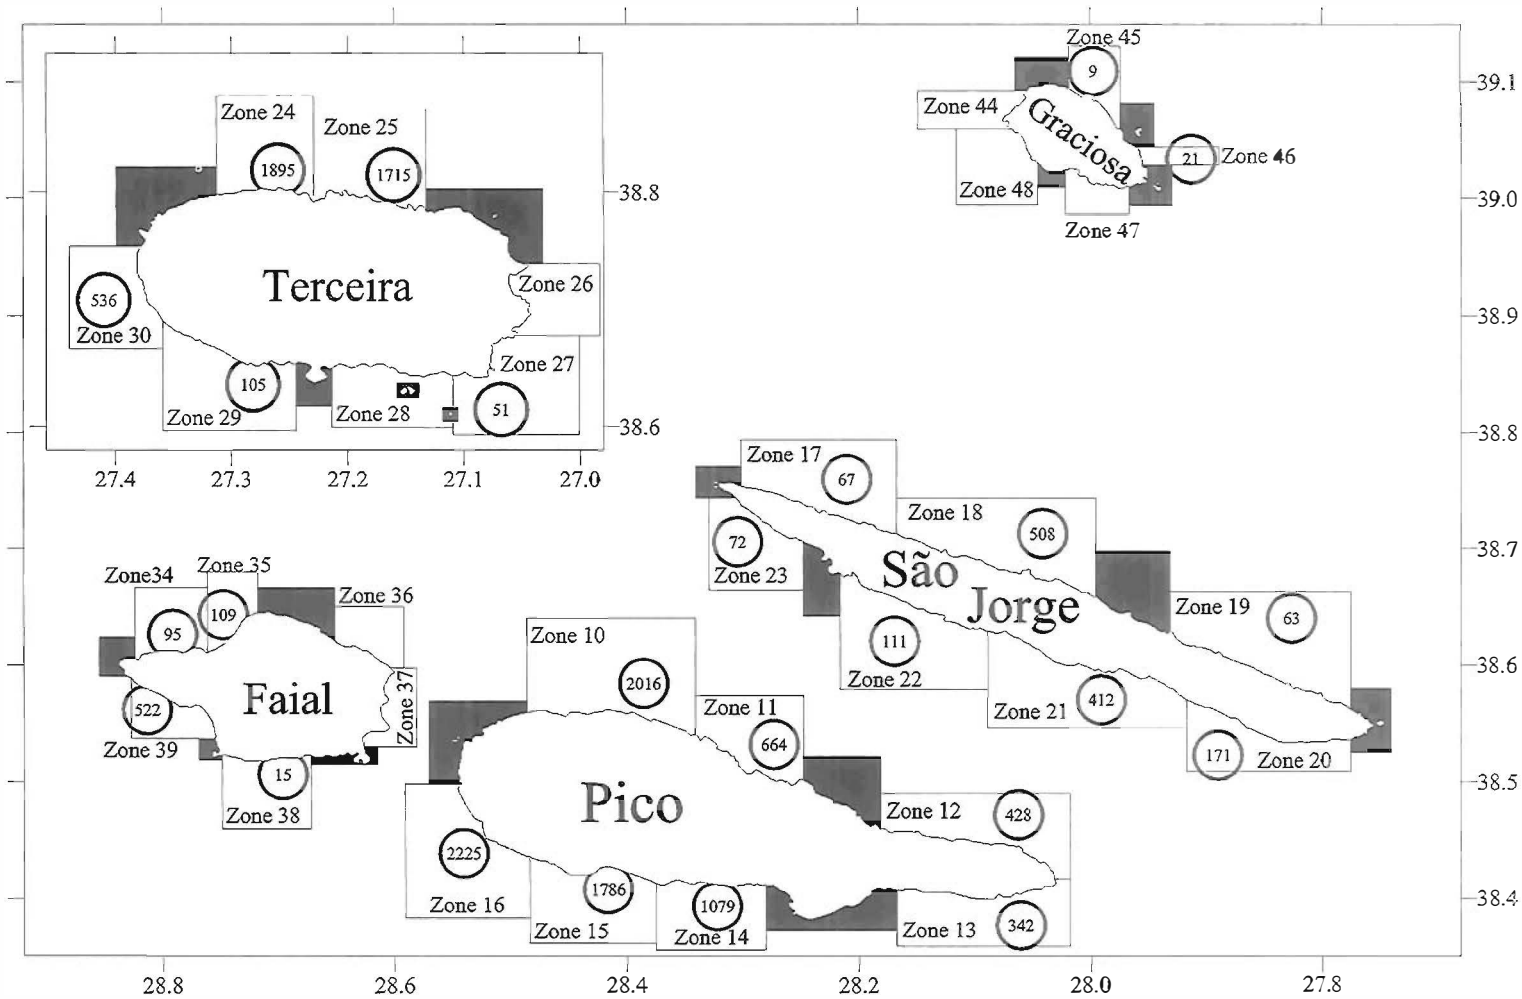 Zone 45
9
39.1
Zone 44
Graciosa
21
Zone 46
Zone 48
39.0
Zone 47
Zone 24
Zone 25
1895
1715
38.8
Terceira
Zone 26
536
Zone 30
38.9
Zone 27
105
51
Zone 29
Zone 28
38.6
38.8
27.4
27.3
27.2
27.1
27.0
Zone 17
67
Zone 18
508
72
Zone 23
São
Jorge
38.7
Zone 19
63
111
Zone 22
38.6
412
Zone 21
171
Zone 20
Zone34
Zone 35
Zone 36
95
109
Faial
Zone 37
522
Zone 39
15
Zone 38
Zone 10
2016
Zone 11
664
38.5
Pico
Zone 12
428
2225
Zone 16
1786
Zone 15
1079
Zone 14
38.4
Zone 13
342
28.8
28.6
28.4
28.2
28.0
27.8